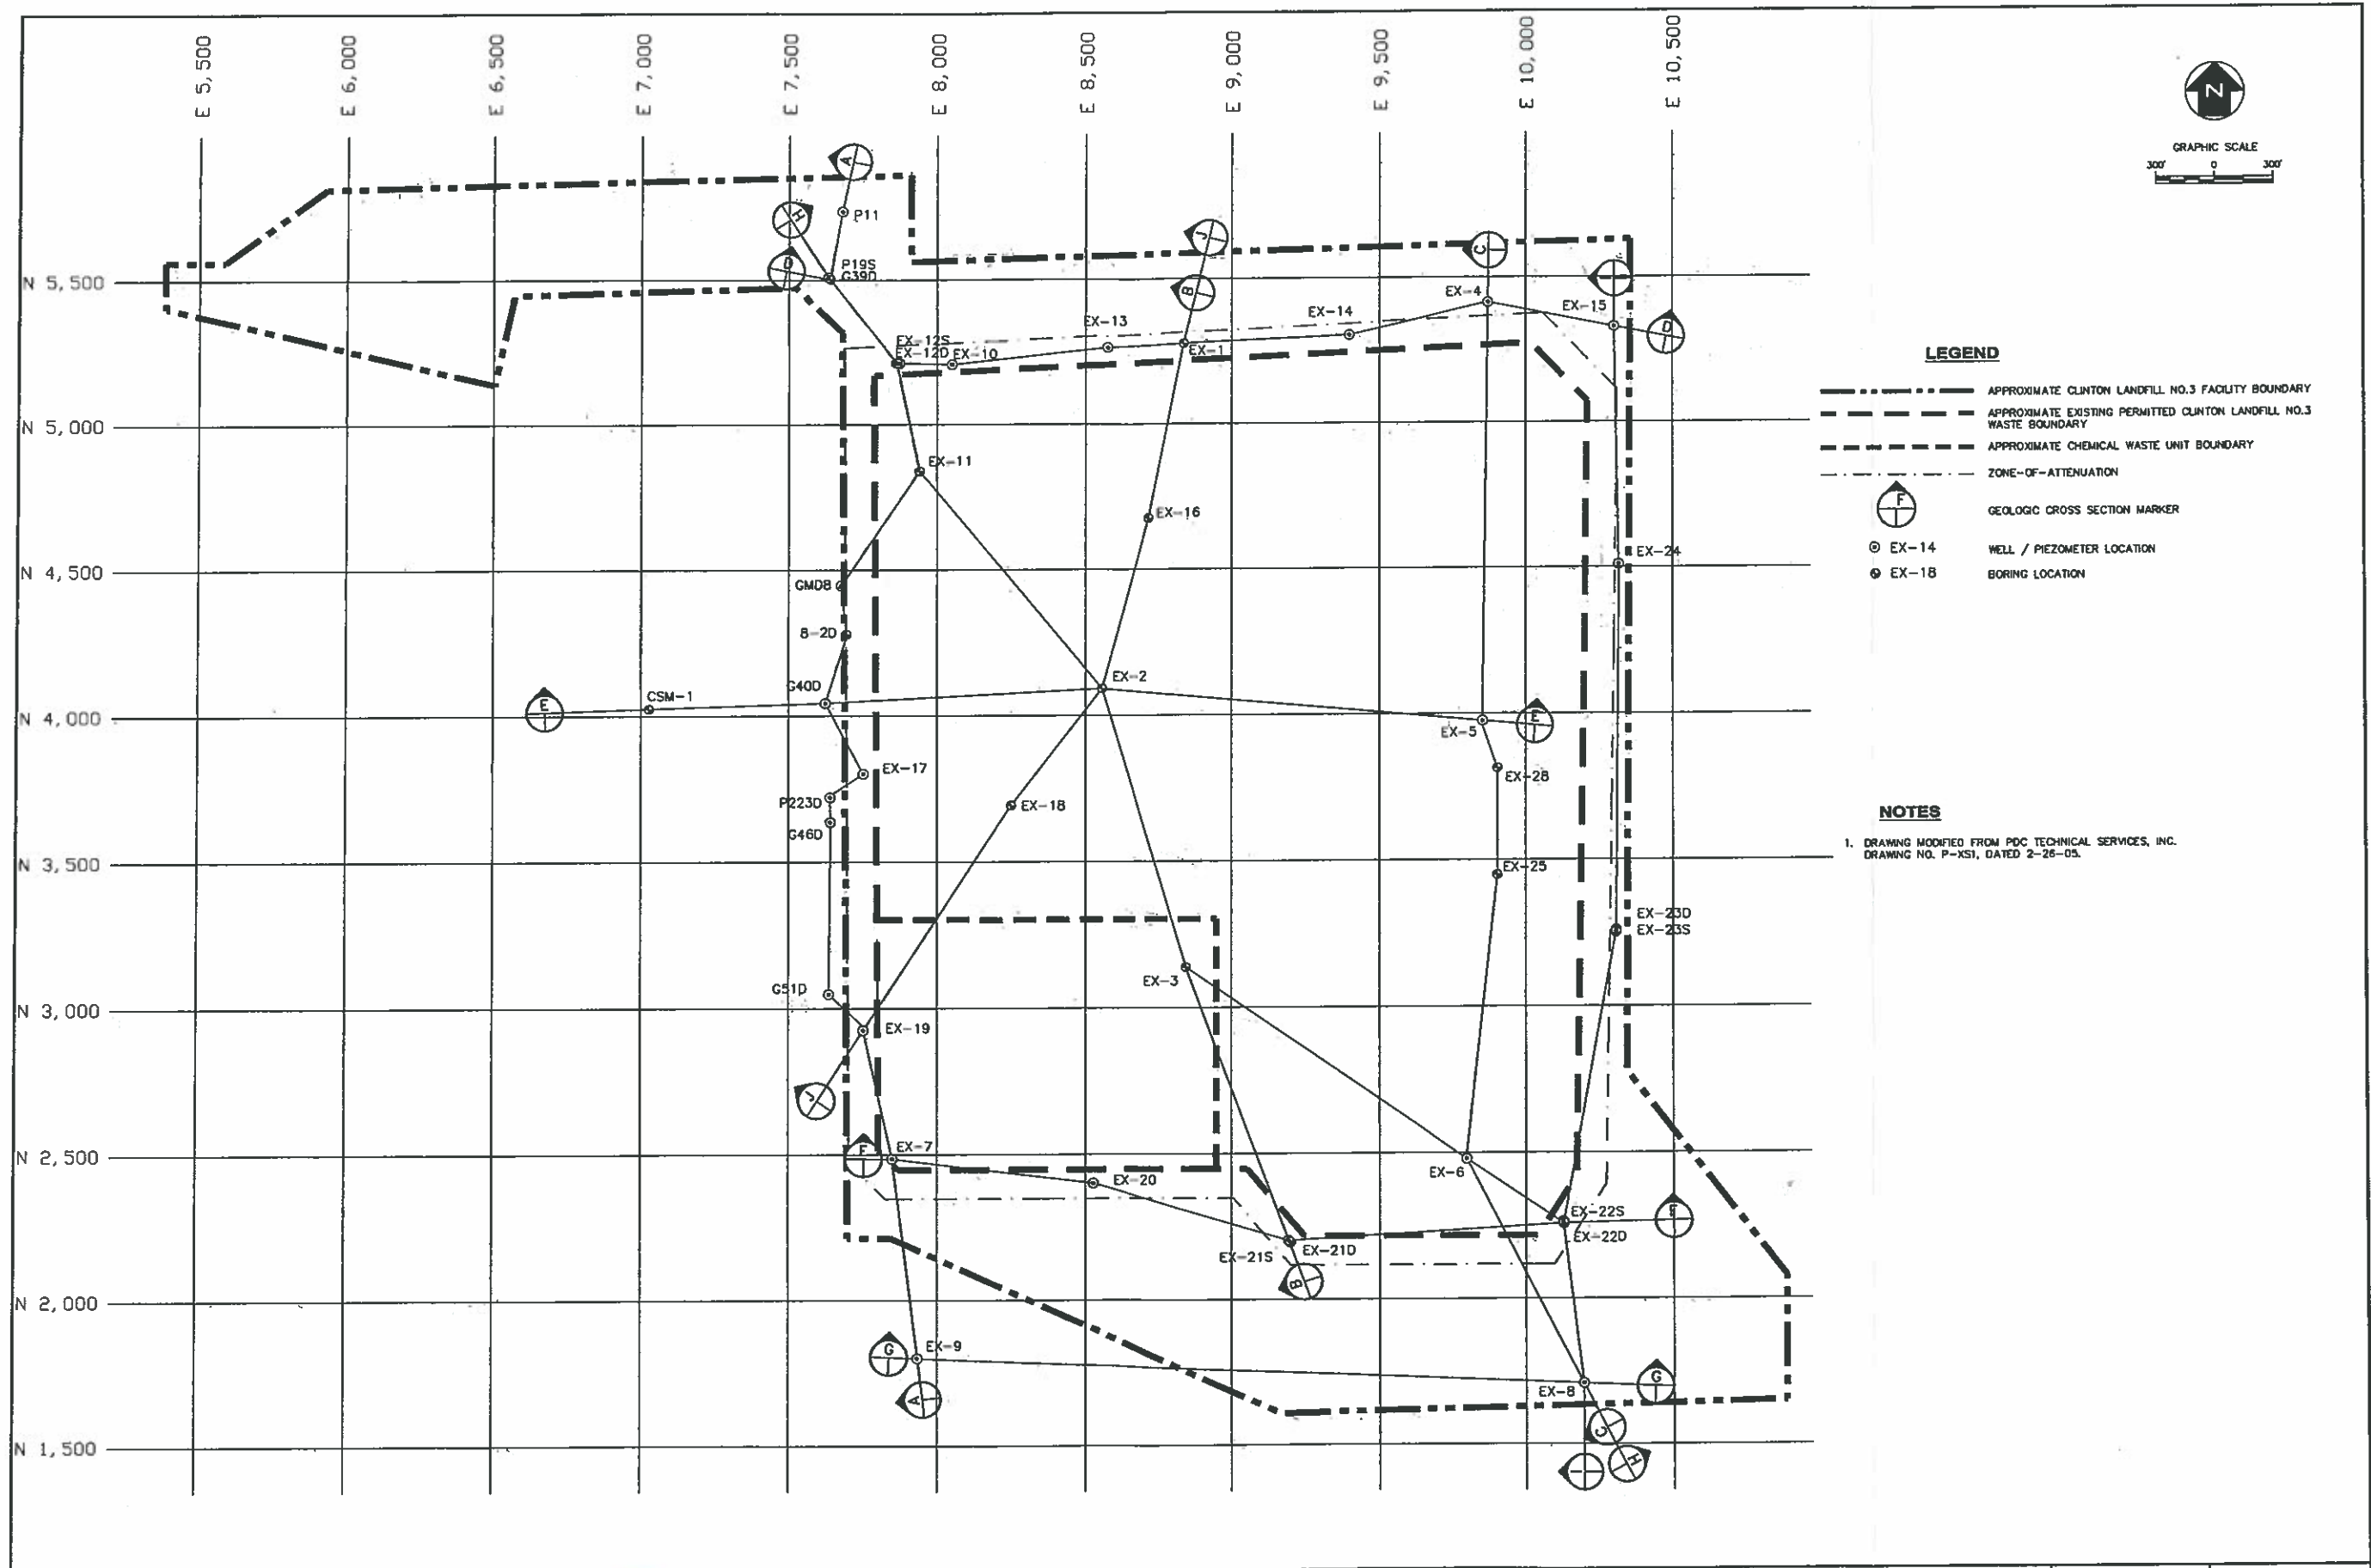 E 5,500
E 6,000
E 6,500
E 7,000
E 7,500
E 8,000
E 8,500
E 9,000
E 9,500
E 10,000
E 10,500
N
GRAPHIC SCALE
300' 0 300'
A
H
P11
J
C
D
P19S
G39D
B
N 5,500
EX-4
EX-15
EX-13
EX-14
D
EX-12S
EX-12D
EX-10
EX-1
N 5,000
EX-11
EX-16
N 4,500
EX-24
GMD8
B-2D
EX-2
G40D
CSM-1
E
N 4,000
EX-5
E
EX-17
EX-28
P223D
EX-18
G46D
N 3,500
EX-25
EX-23D
EX-23S
EX-3
G51D
N 3,000
EX-19
J
F
EX-7
N 2,500
EX-6
EX-20
EX-22S
F
EX-22D
EX-21S
EX-21D
B
N 2,000
G
EX-9
G
EX-8
A
C
N 1,500
H
LEGEND
APPROXIMATE CLINTON LANDFILL NO.3 FACILITY BOUNDARY
APPROXIMATE EXISTING PERMITTED CLINTON LANDFILL NO.3
WASTE BOUNDARY
APPROXIMATE CHEMICAL WASTE UNIT BOUNDARY
ZONE-OF-ATTENUATION
F
GEOLOGIC CROSS SECTION MARKER
EX-14 WELL / PIEZOMETER LOCATION
EX-18 BORING LOCATION
NOTES
1. DRAWING MODIFIED FROM PDC TECHNICAL SERVICES, INC.
DRAWING NO. P-XS1, DATED 2-26-05.